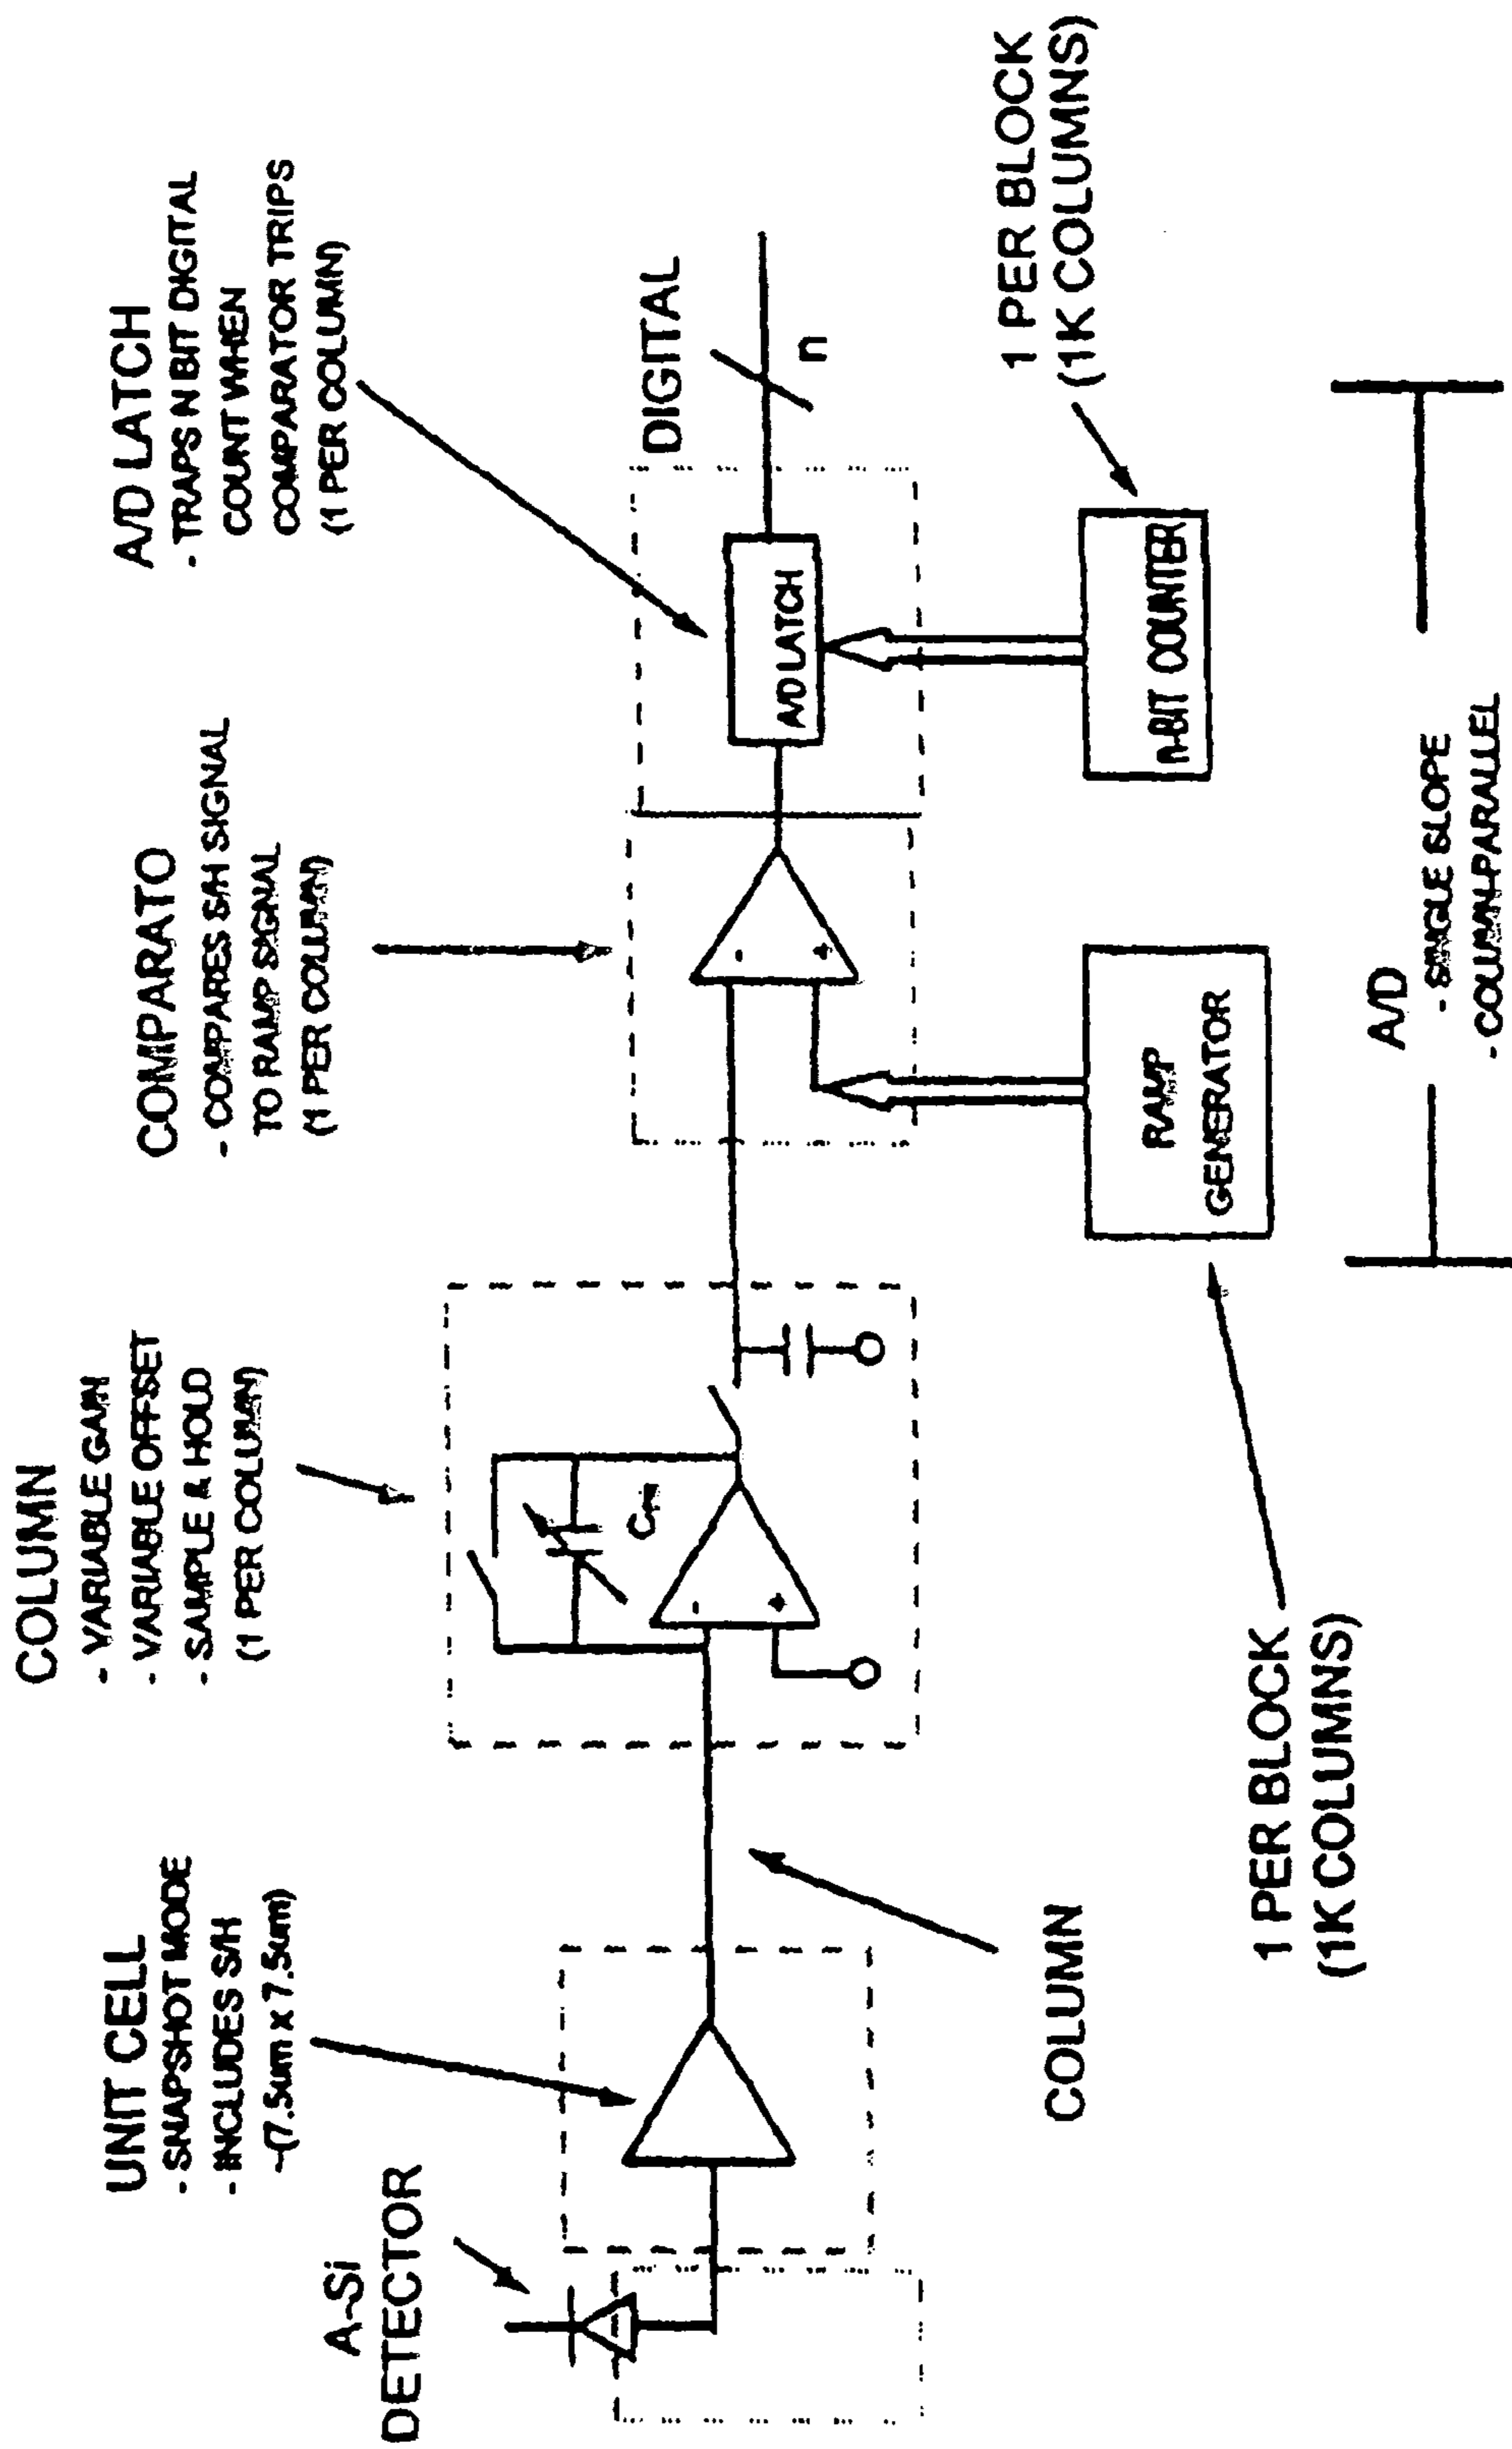 UNIT CELL
- SNAPSHOT MODE
- INCLUDES S/H
-(7.5um x 7.5um)
COLUMN
- VARIABLE GAIN
- VARIABLE OFFSET
- SAMPLE & HOLD
(1 PER COLUMN)
COMPARATO
- COMPARES S/H SIGNAL
TO RAMP SIGNAL
(1 PER COLUMN)
A/D LATCH
- TRAPS N BIT DIGITAL
COUNT WHEN
COMPARATOR TRIPS
(1 PER COLUMN)
A-Si
DETECTOR
-
+
CF
-
+
A/D LATCH
DIGITAL
n
COLUMN
1 PER BLOCK
(1K COLUMNS)
RAMP
GENERATOR
n-BIT COUNTER
1 PER BLOCK
(1K COLUMNS)
A/D
- SINGLE SLOPE
- COLUMN-PARALLEL